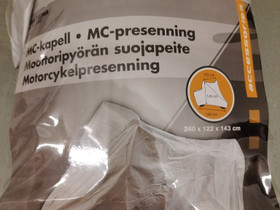 MC-kapell • MC-presenning
Moottoripyörän suojapeite
Motorcykelpresenning
accessories
240 x 122 x 143 cm